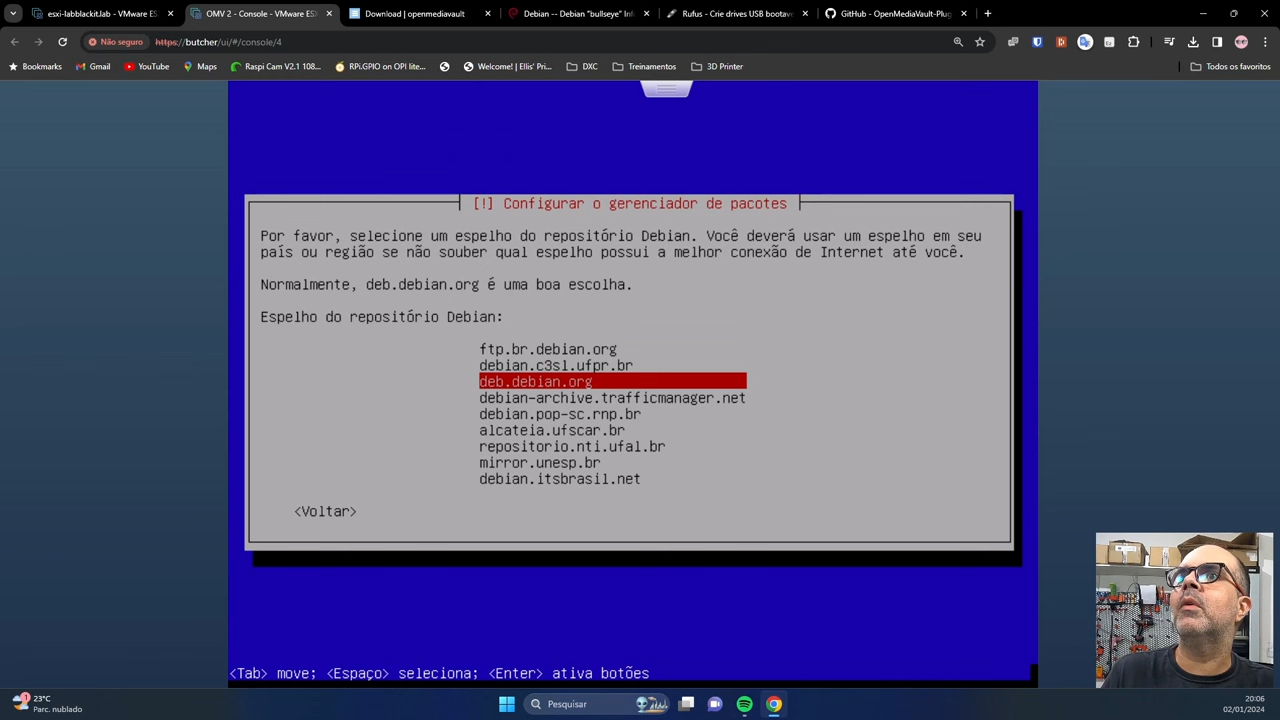 esxi-labblackit.lab - VMware ES
OMV 2 - Console - VMware ESX
Download | openmediavault
Debian -- Debian "bullseye" Inf
Rufus - Crie drives USB bootáve
GitHub - OpenMediaVault-Plug
Não seguro
https://butcher/ui/#/console/4
Bookmarks
Gmail
YouTube
Maps
Raspi Cam V2.1 108...
RPi.GPIO on OPI lite...
Welcome! | Ellis' Pri...
DXC
Treinamentos
3D Printer
Todos os favoritos
[!] Configurar o gerenciador de pacotes
Por favor, selecione um espelho do repositório Debian. Você deverá usar um espelho em seu
país ou região se não souber qual espelho possui a melhor conexão de Internet até você.
Normalmente, deb.debian.org é uma boa escolha.
Espelho do repositório Debian:
ftp.br.debian.org
debian.c3sl.ufpr.br
deb.debian.org
debian-archive.trafficmanager.net
debian.pop-sc.rnp.br
alcateia.ufscar.br
repositorio.nti.ufal.br
mirror.unesp.br
debian.itsbrasil.net
<Voltar>
<Tab> move; <Espaço> seleciona; <Enter> ativa botões
23°C
Parc. nublado
Pesquisar
20:06
02/01/2024